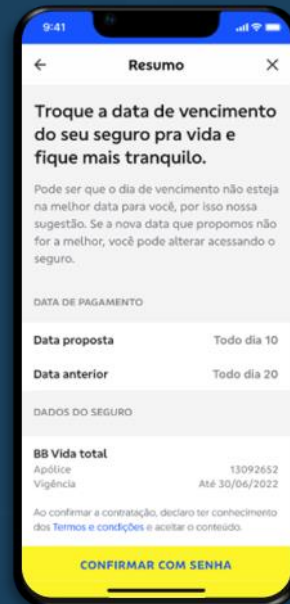 9:41
Resumo
Troque a data de vencimento
do seu seguro pra vida e
fique mais tranquilo.
Pode ser que o dia de vencimento não esteja
na melhor data para você, por isso nossa
sugestão. Se a nova data que propomos não
for a melhor, você pode alterar acessando o
seguro.
DATA DE PAGAMENTO
Data proposta Todo dia 10
Data anterior Todo dia 20
DADOS DO SEGURO
BB Vida total
Apólice 13092652
Vigência Até 30/06/2022
Ao confirmar a contratação, declaro ter conhecimento
dos Termos e condições e aceitar o conteúdo.
CONFIRMAR COM SENHA